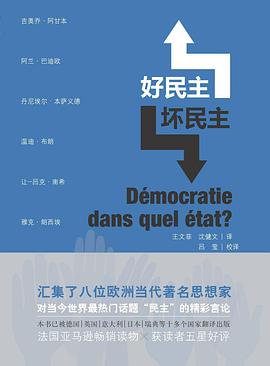 吉奥乔·阿甘本
阿兰·巴迪欧
丹尼埃尔·本萨义德
温迪·布朗
让-吕克·南希
雅克·朗西埃
好民主
坏民主
Démocratie
dans quel état?
王文菲 沈健文 | 译
吕莹 | 校译
汇集了八位欧洲当代著名思想家
对当今世界最热门话题“民主”的精彩言论
本书已被德国|英国|意大利|日本|瑞典等十多个国家翻译出版
法国亚马逊畅销读物 获读者五星好评